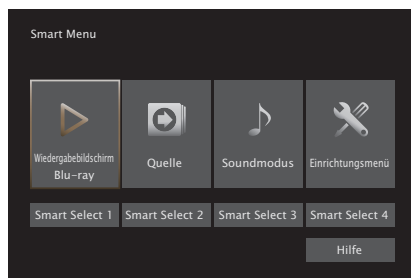 Smart Menu
Wiedergabebildschirm
Blu-ray
Quelle
Soundmodus
Einrichtungsmenü
Smart Select 1
Smart Select 2
Smart Select 3
Smart Select 4
Hilfe